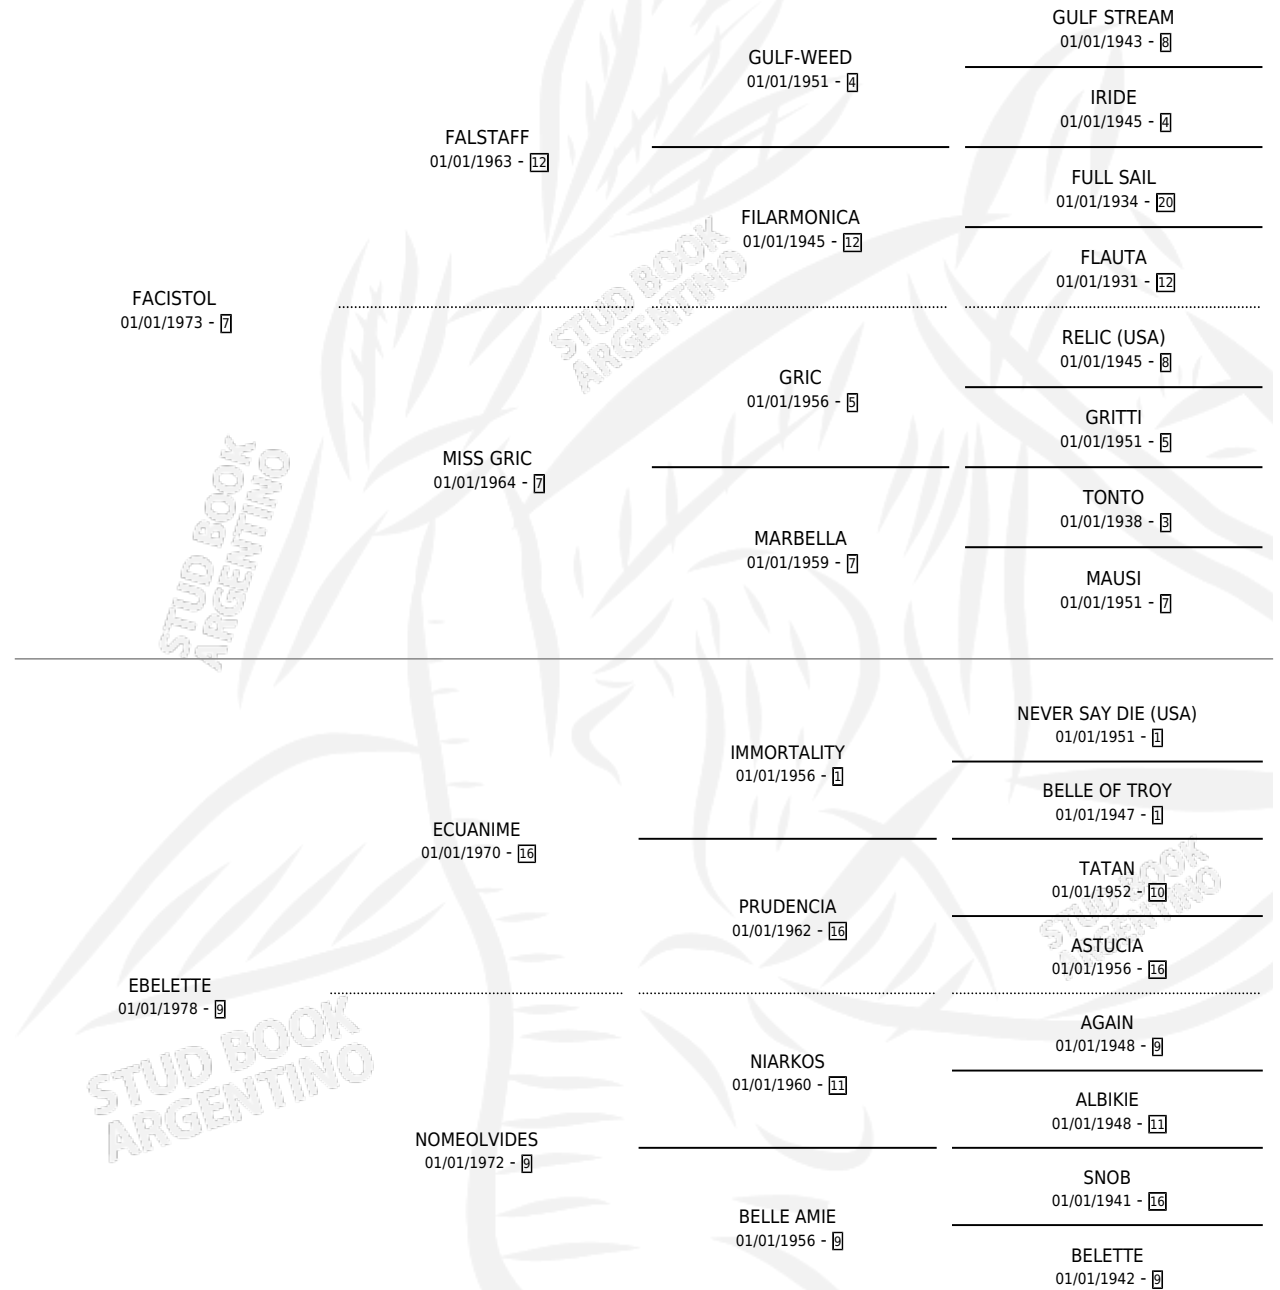 GULF STREAM
01/01/1943 - 8
GULF-WEED
01/01/1951 - 4
IRIDE
01/01/1945 - 4
FALSTAFF
01/01/1963 - 12
FULL SAIL
01/01/1934 - 20
FILARMONICA
01/01/1945 - 12
FLAUTA
01/01/1931 - 12
FACISTOL
01/01/1973 - 7
RELIC (USA)
01/01/1945 - 8
GRIC
01/01/1956 - 5
GRITTI
01/01/1951 - 5
MISS GRIC
01/01/1964 - 7
TONTO
01/01/1938 - 3
MARBELLA
01/01/1959 - 7
MAUSI
01/01/1951 - 7
NEVER SAY DIE (USA)
01/01/1951 - 1
IMMORTALITY
01/01/1956 - 1
BELLE OF TROY
01/01/1947 - 1
ECUANIME
01/01/1970 - 16
TATAN
01/01/1952 - 10
PRUDENCIA
01/01/1962 - 16
ASTUCIA
01/01/1956 - 16
EBELETTE
01/01/1978 - 9
AGAIN
01/01/1948 - 9
NIARKOS
01/01/1960 - 11
ALBIKIE
01/01/1948 - 11
NOMEOLVIDES
01/01/1972 - 9
SNOB
01/01/1941 - 16
BELLE AMIE
01/01/1956 - 9
BELETTE
01/01/1942 - 9
STUD BOOK
ARGENTINO
STUD BOOK
ARGENTINO
STUD BOOK
ARGENTINO
STUD BOOK
ARGENTINO